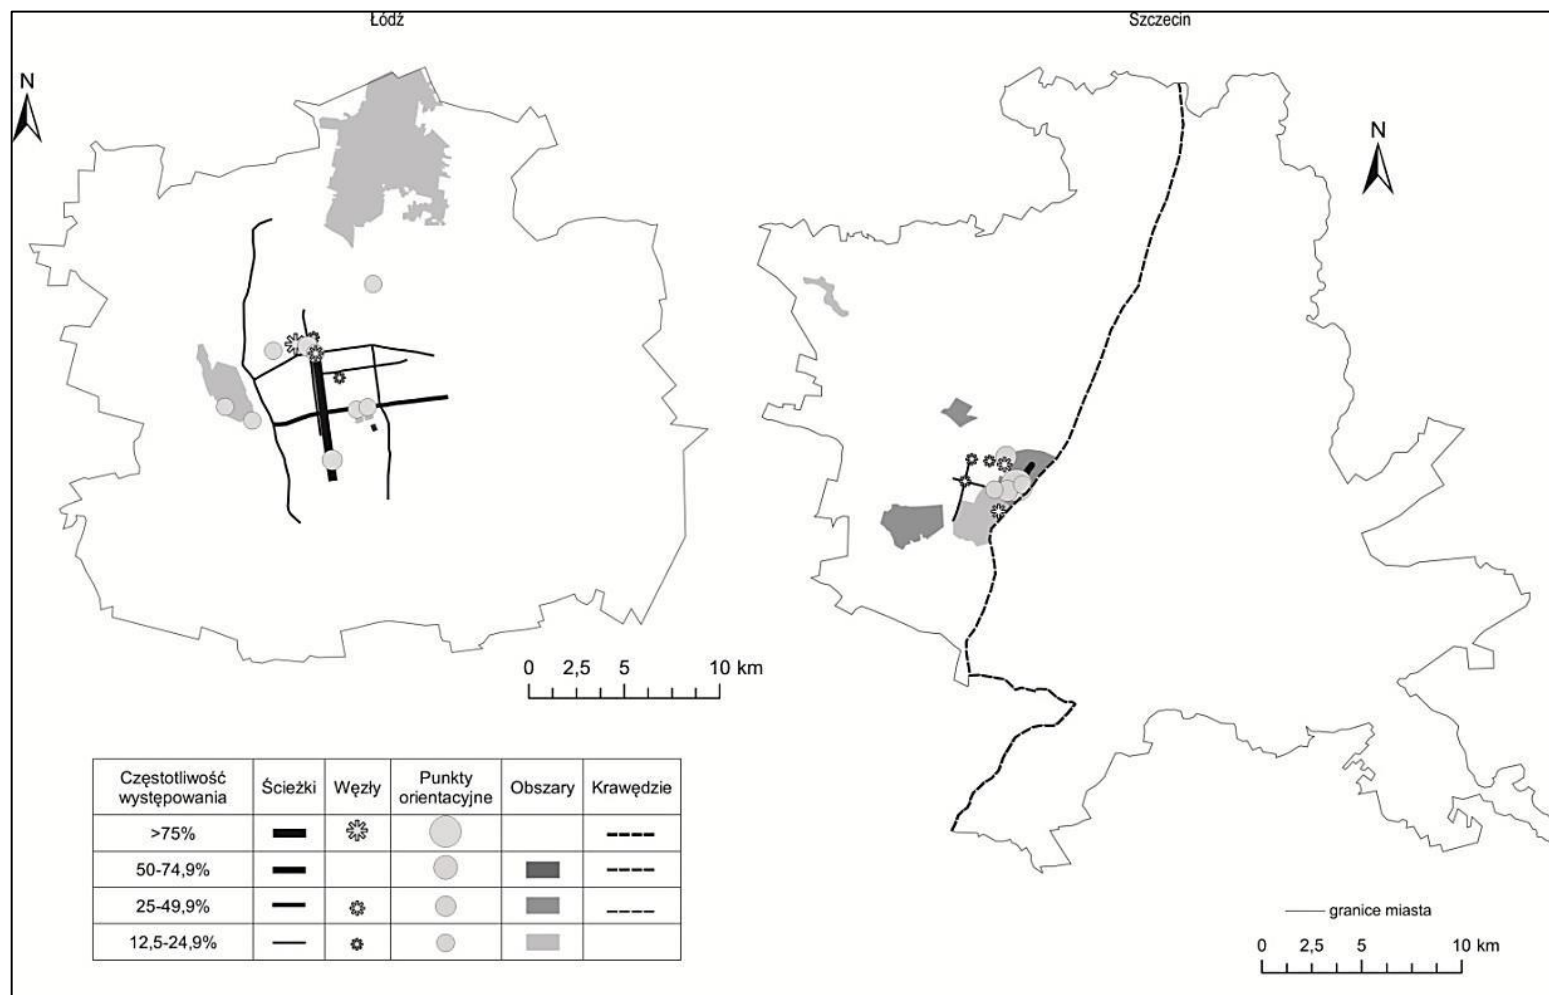 Łódź
Szczecin
N
N
0 2,5 5 10 km
Częstotliwość
występowania
Ścieżki
Węzły
Punkty
orientacyjne
Obszary
Krawędzie
>75%
50-74,9%
25-49,9%
12,5-24,9%
granice miasta
0 2,5 5 10 km